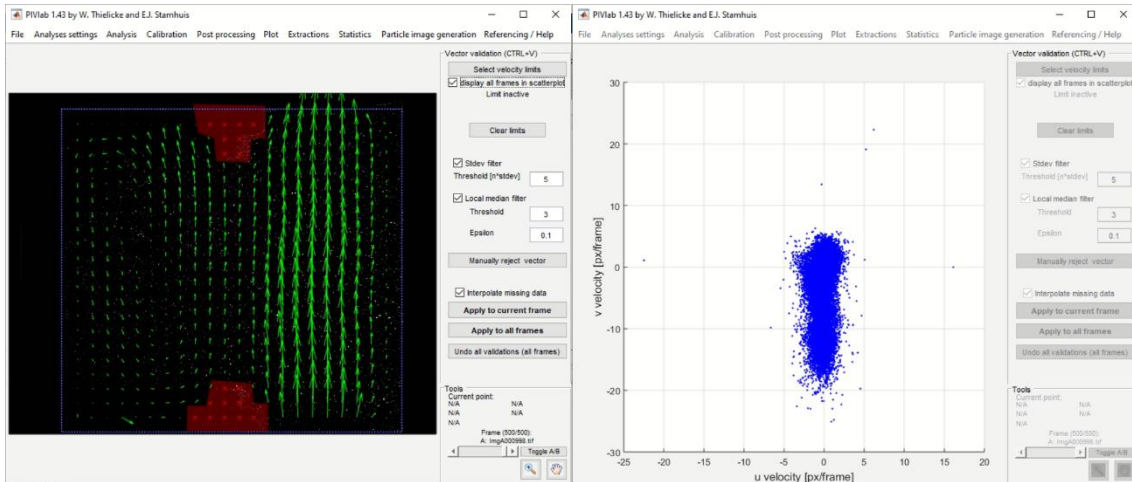 PIVlab 1.43 by W. Thielicke and E.J. Stamhuis
File Analyses settings Analysis Calibration Post processing Plot Extractions Statistics Particle image generation Referencing / Help
Vector validation (CTRL+V)
Select velocity limits
display all frames in scatterplot
Limit inactive
Clear limits
Stdev filter
Threshold [n*stdev]
5
Local median filter
Threshold
3
Epsilon
0.1
Manually reject vector
Interpolate missing data
Apply to current frame
Apply to all frames
Undo all validations (all frames)
Tools
Current point:
N/A N/A
N/A N/A
N/A
Frame (500/500):
A: ImgA000998.tif
Toggle A/B
PIVlab 1.43 by W. Thielicke and E.J. Stamhuis
File Analyses settings Analysis Calibration Post processing Plot Extractions Statistics Particle image generation Referencing / Help
30
20
10
0
-10
-20
-30
v velocity [px/frame]
-25 -20 -15 -10 -5 0 5 10 15 20
u velocity [px/frame]
Vector validation (CTRL+V)
Select velocity limits
display all frames in scatterplot
Limit inactive
Clear limits
Stdev filter
Threshold [n*stdev]
5
Local median filter
Threshold
3
Epsilon
0.1
Manually reject vector
Interpolate missing data
Apply to current frame
Apply to all frames
Undo all validations (all frames)
Tools
Current point:
N/A N/A
N/A N/A
N/A
Frame (500/500):
A: ImgA000998.tif
Toggle A/B